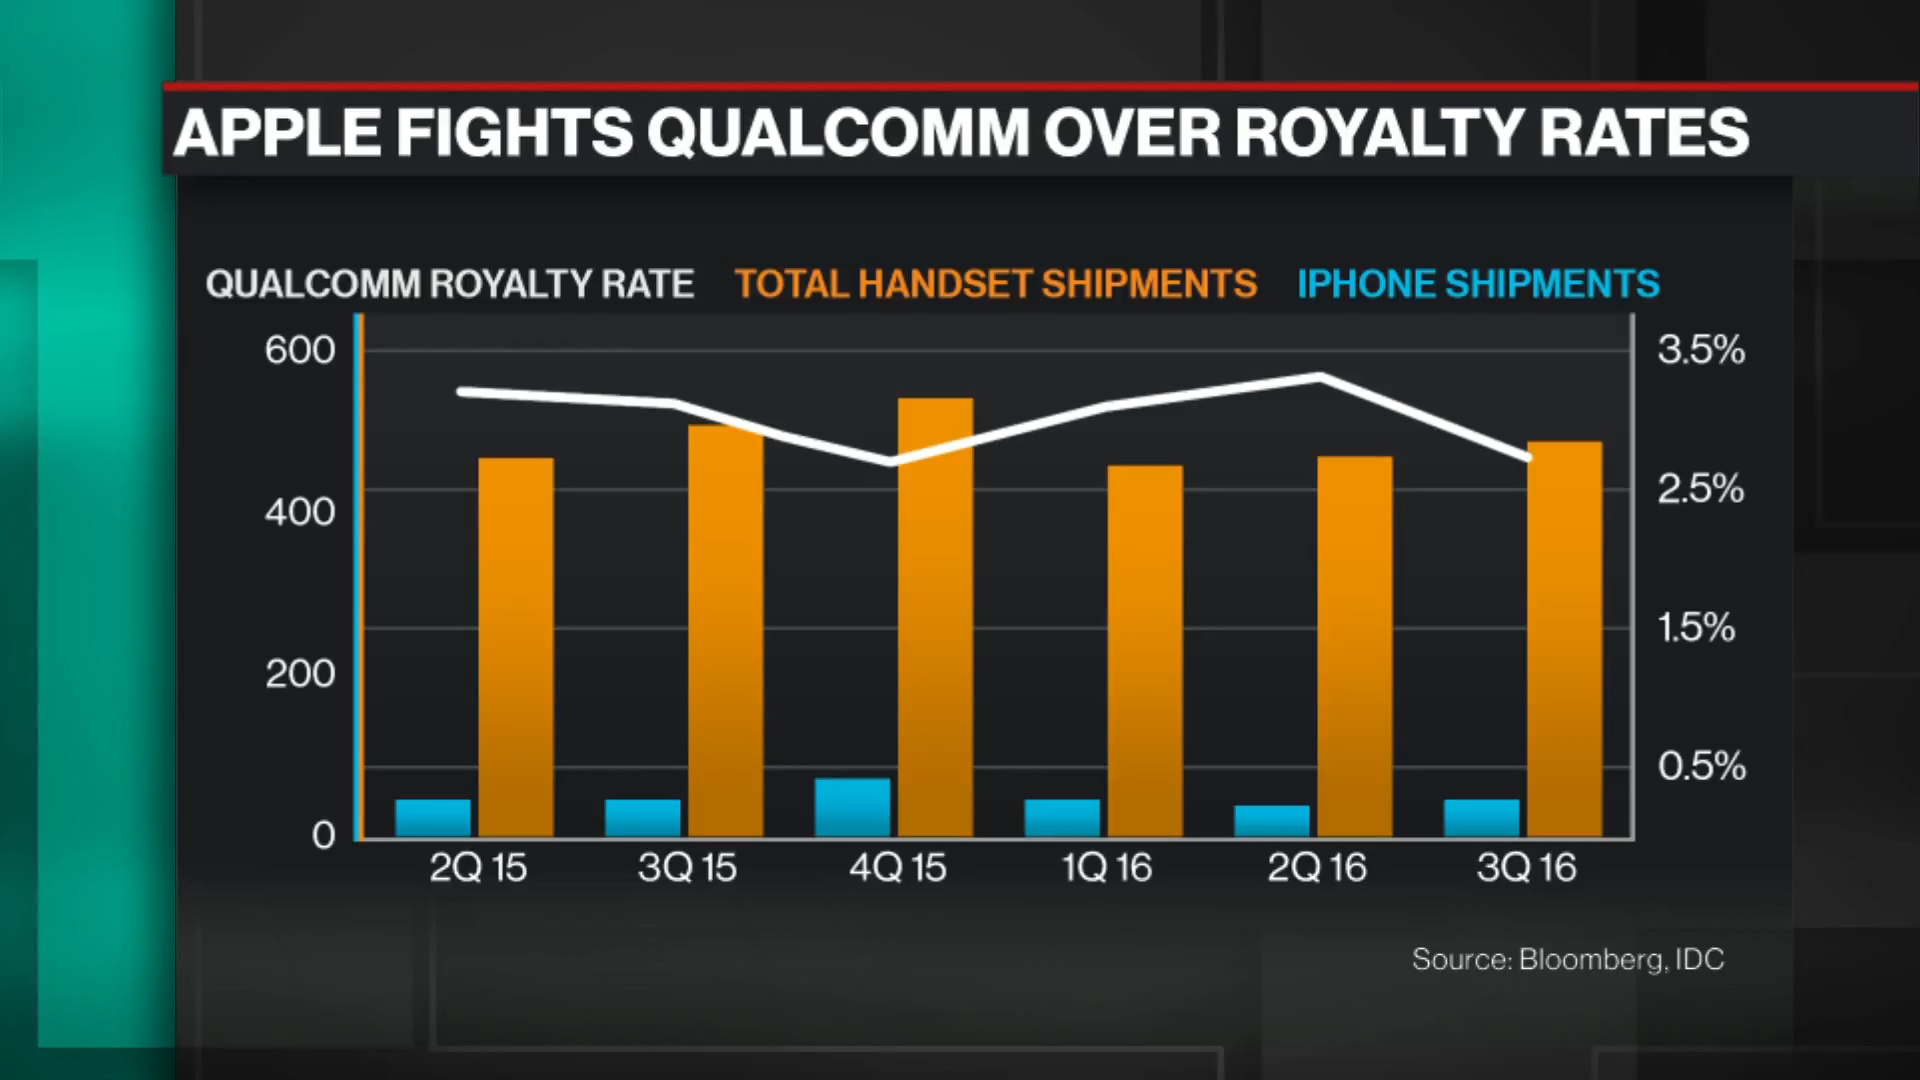 APPLE FIGHTS QUALCOMM OVER ROYALTY RATES
QUALCOMM ROYALTY RATE TOTAL HANDSET SHIPMENTS IPHONE SHIPMENTS
600 3.5%
400 2.5%
200 1.5%
0 0.5%
2Q 15 3Q 15 4Q 15 1Q 16 2Q 16 3Q 16
Source: Bloomberg, IDC